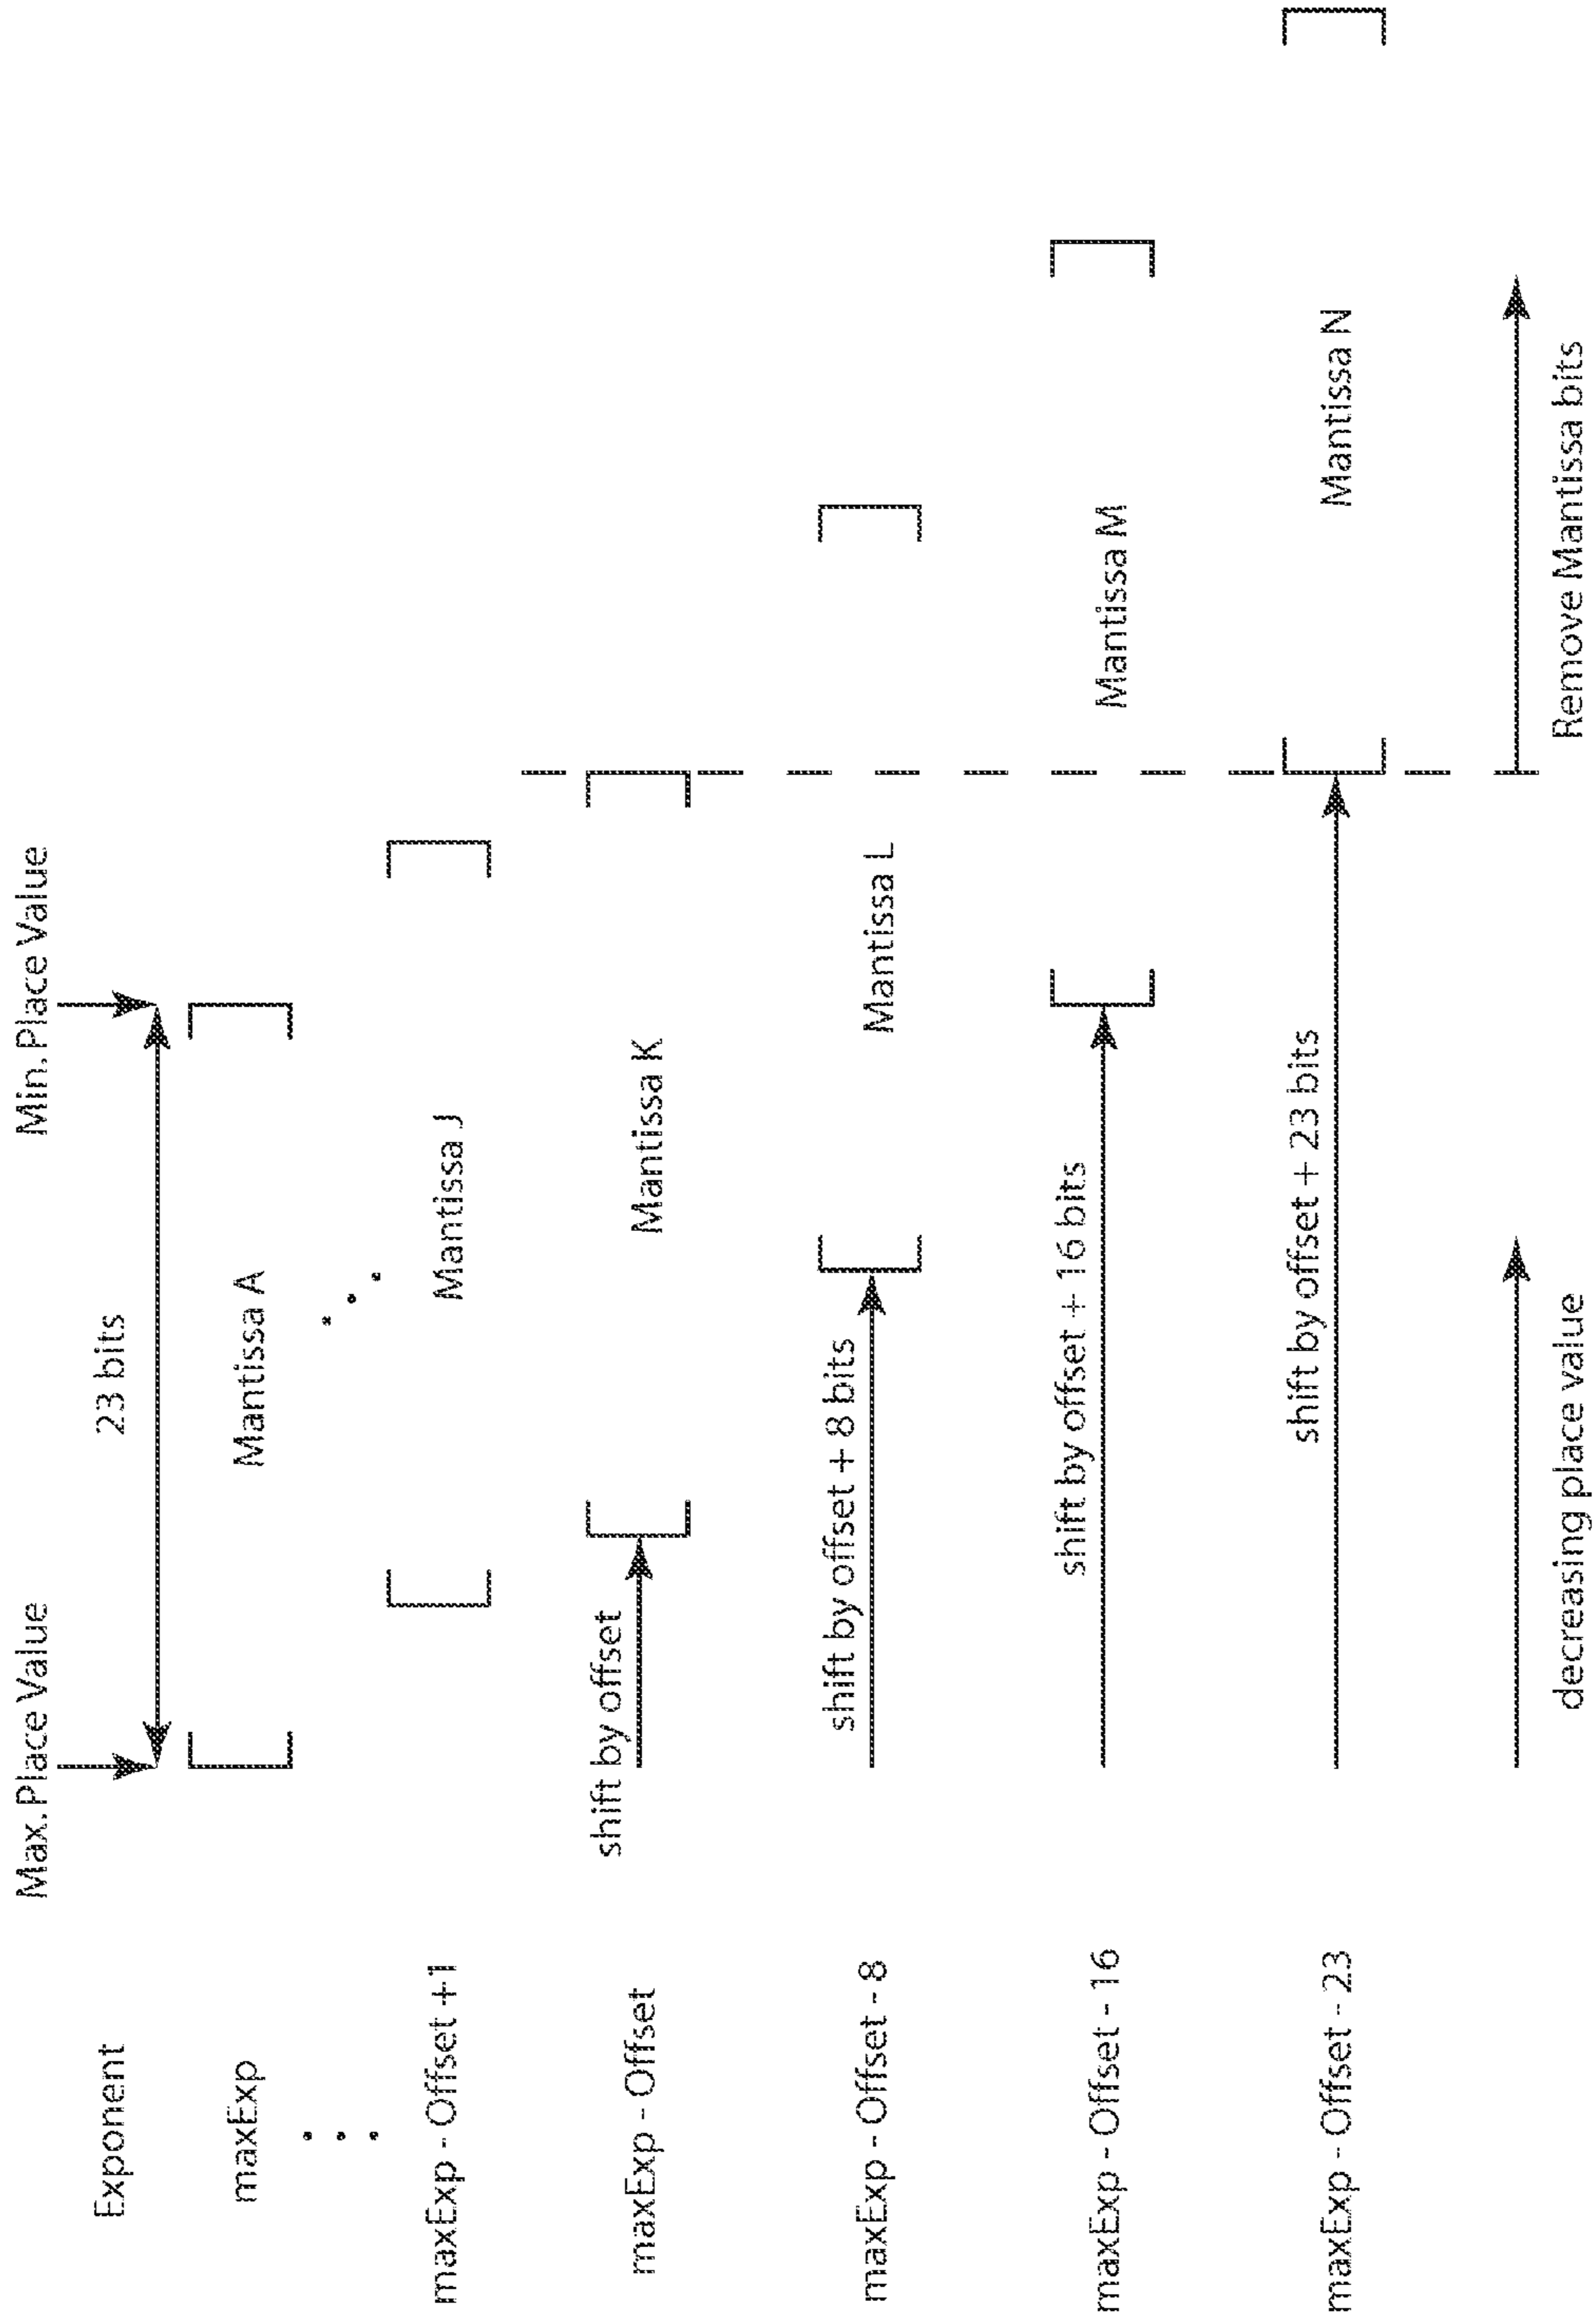 Max.Place Value
Min.Place Value
Exponent
23 bits
maxExp
Mantissa A
maxExp - Offset +1
Mantissa J
shift by offset
maxExp - Offset
Mantissa K
shift by offset + 8 bits
maxExp - Offset - 8
Mantissa L
shift by offset + 16 bits
maxExp - Offset - 16
Mantissa M
shift by offset + 23 bits
maxExp - Offset - 23
Mantissa N
decreasing place value
Remove Mantissa bits